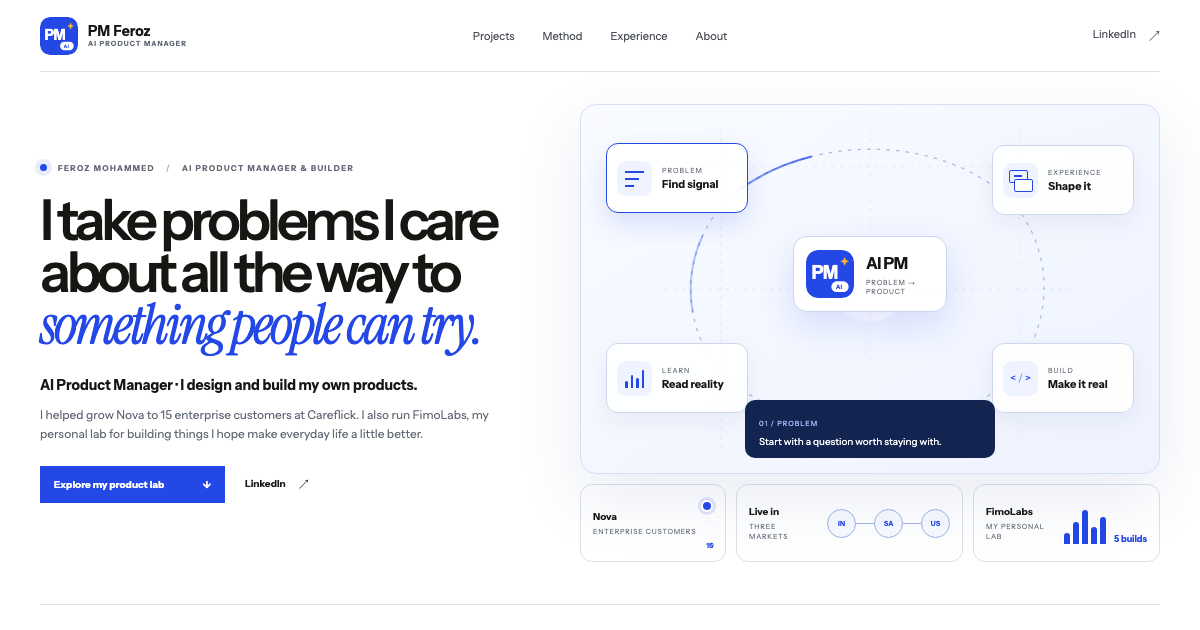 PM
AI
PM Feroz
AI PRODUCT MANAGER
Projects
Method
Experience
About
LinkedIn
FEROZ MOHAMMED / AI PRODUCT MANAGER & BUILDER
I take problems I care
about all the way to
something people can try.
AI Product Manager · I design and build my own products.
I helped grow Nova to 15 enterprise customers at Careflick. I also run FimoLabs, my
personal lab for building things I hope make everyday life a little better.
Explore my product lab ↓
LinkedIn
PROBLEM
Find signal
EXPERIENCE
Shape it
PM
AI
AI PM
PROBLEM →
PRODUCT
LEARN
Read reality
</>
BUILD
Make it real
01 / PROBLEM
Start with a question worth staying with.
Nova
ENTERPRISE CUSTOMERS
15
Live in
THREE
MARKETS
IN
SA
US
FimoLabs
MY PERSONAL
LAB
5 builds